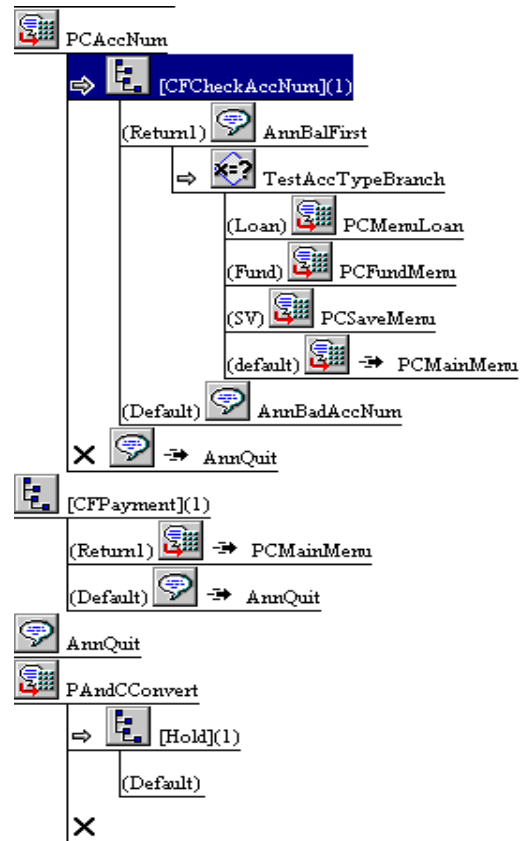 PCAccNum
[CFCheckAccNum](1)
(Return1) AnnBalFirst
x=? TestAccTypeBranch
(Loan) PCMenuLoan
(Fund) PCFundMenu
(SV) PCSaveMenu
(default) PCMainMenu
(Default) AnnBadAccNum
AnnQuit
[CFPayment](1)
(Return1) PCMainMenu
(Default) AnnQuit
AnnQuit
PAndCConvert
[Hold](1)
(Default)